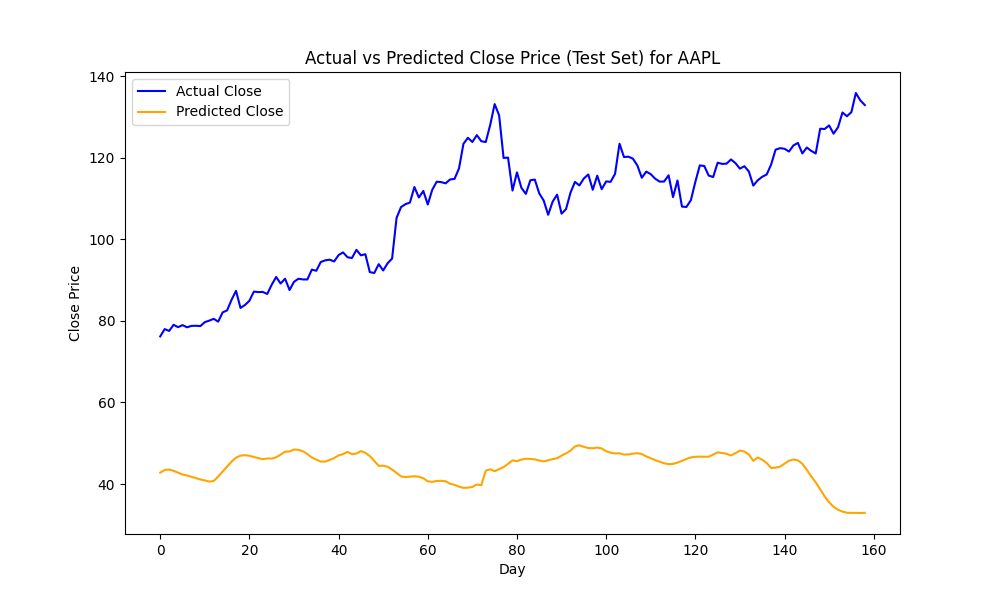 Actual vs Predicted Close Price (Test Set) for AAPL
Actual Close
Predicted Close
Close Price
140
120
100
80
60
40
0 20 40 60 80 100 120 140 160
Day